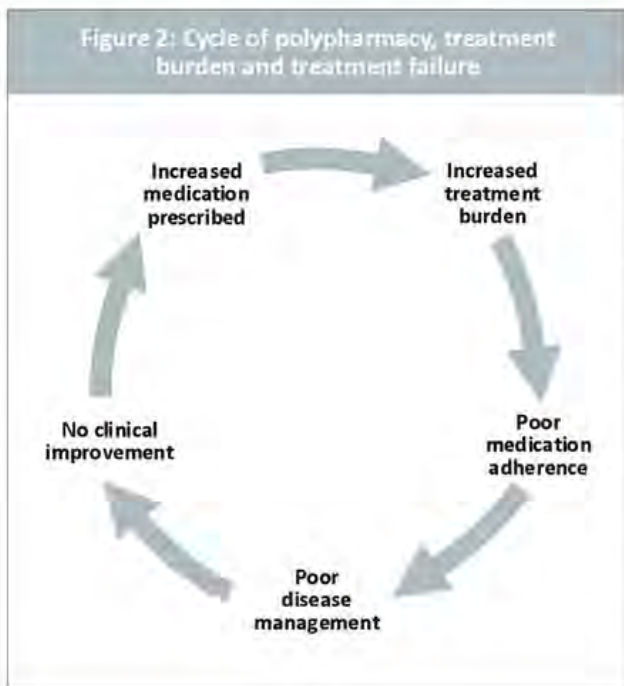 Figure 2: Cycle of polypharmacy, treatment
burden and treatment failure
Increased
medication
prescribed
Increased
treatment
burden
Poor
medication
adherence
Poor
disease
management
No clinical
improvement